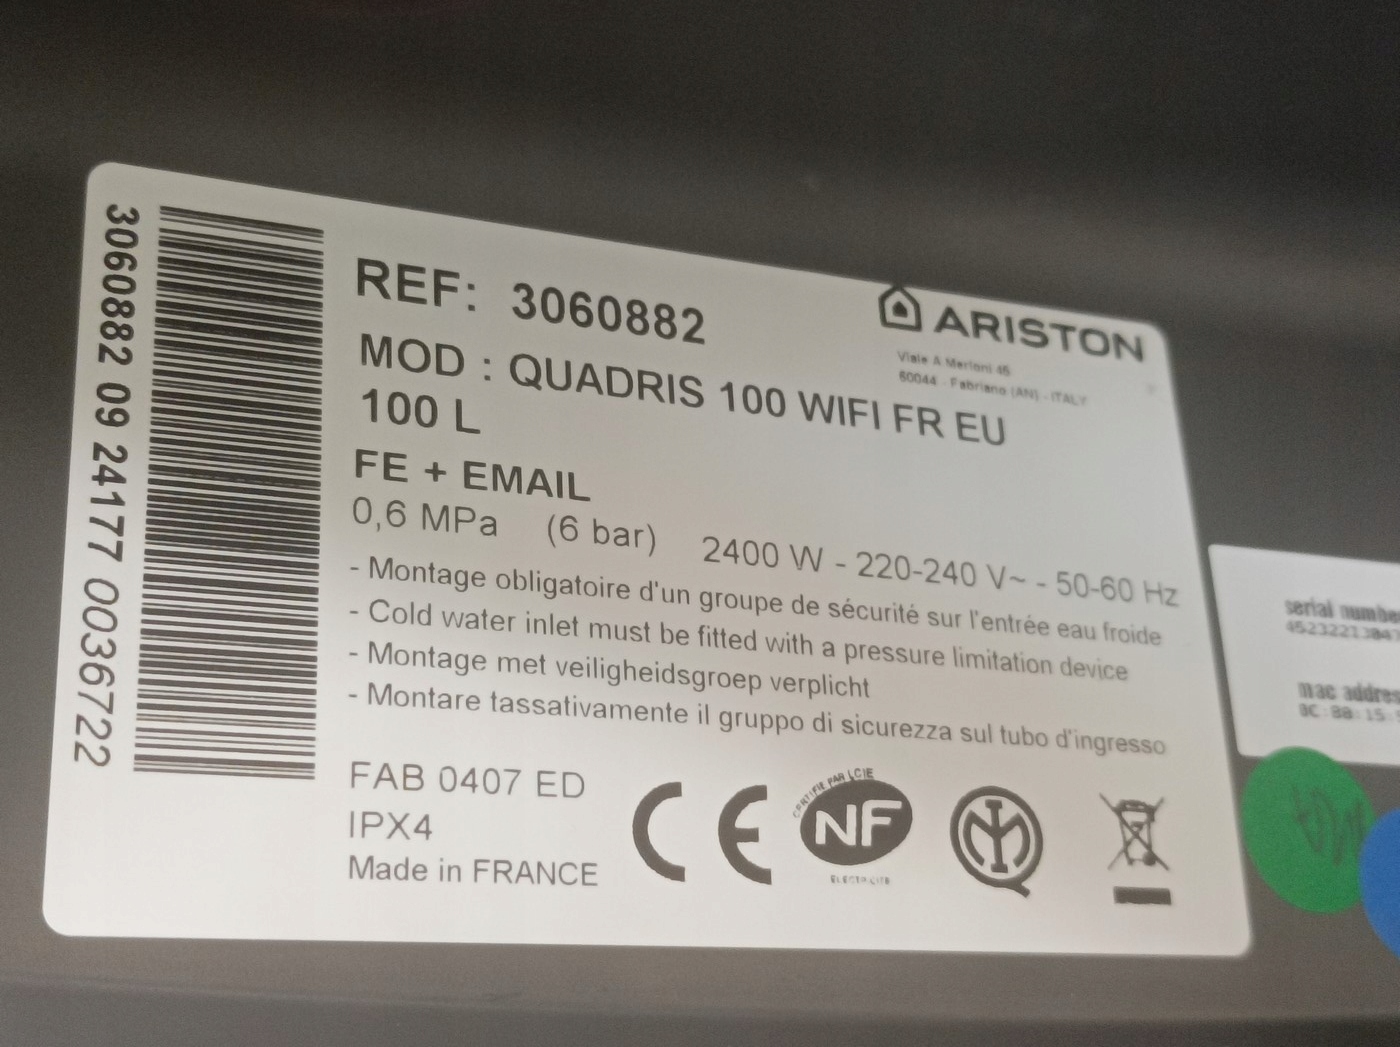 3060882 09 24177 0036722
REF: 3060882
ARISTON
Viale A Merloni 45
60044 - Fabriano (AN) - ITALY
MOD : QUADRIS 100 WIFI FR EU
100 L
FE + EMAIL
0,6 MPa (6 bar) 2400 W - 220-240 V~ - 50-60 Hz
- Montage obligatoire d'un groupe de sécurité sur l'entrée eau froide
- Cold water inlet must be fitted with a pressure limitation device
- Montage met veiligheidsgroep verplicht
- Montare tassativamente il gruppo di sicurezza sul tubo d'ingresso
FAB 0407 ED
IPX4
Made in FRANCE
CE
CERTIFIE PAR LCIE
NF
ELECTRICITE
serial
mac